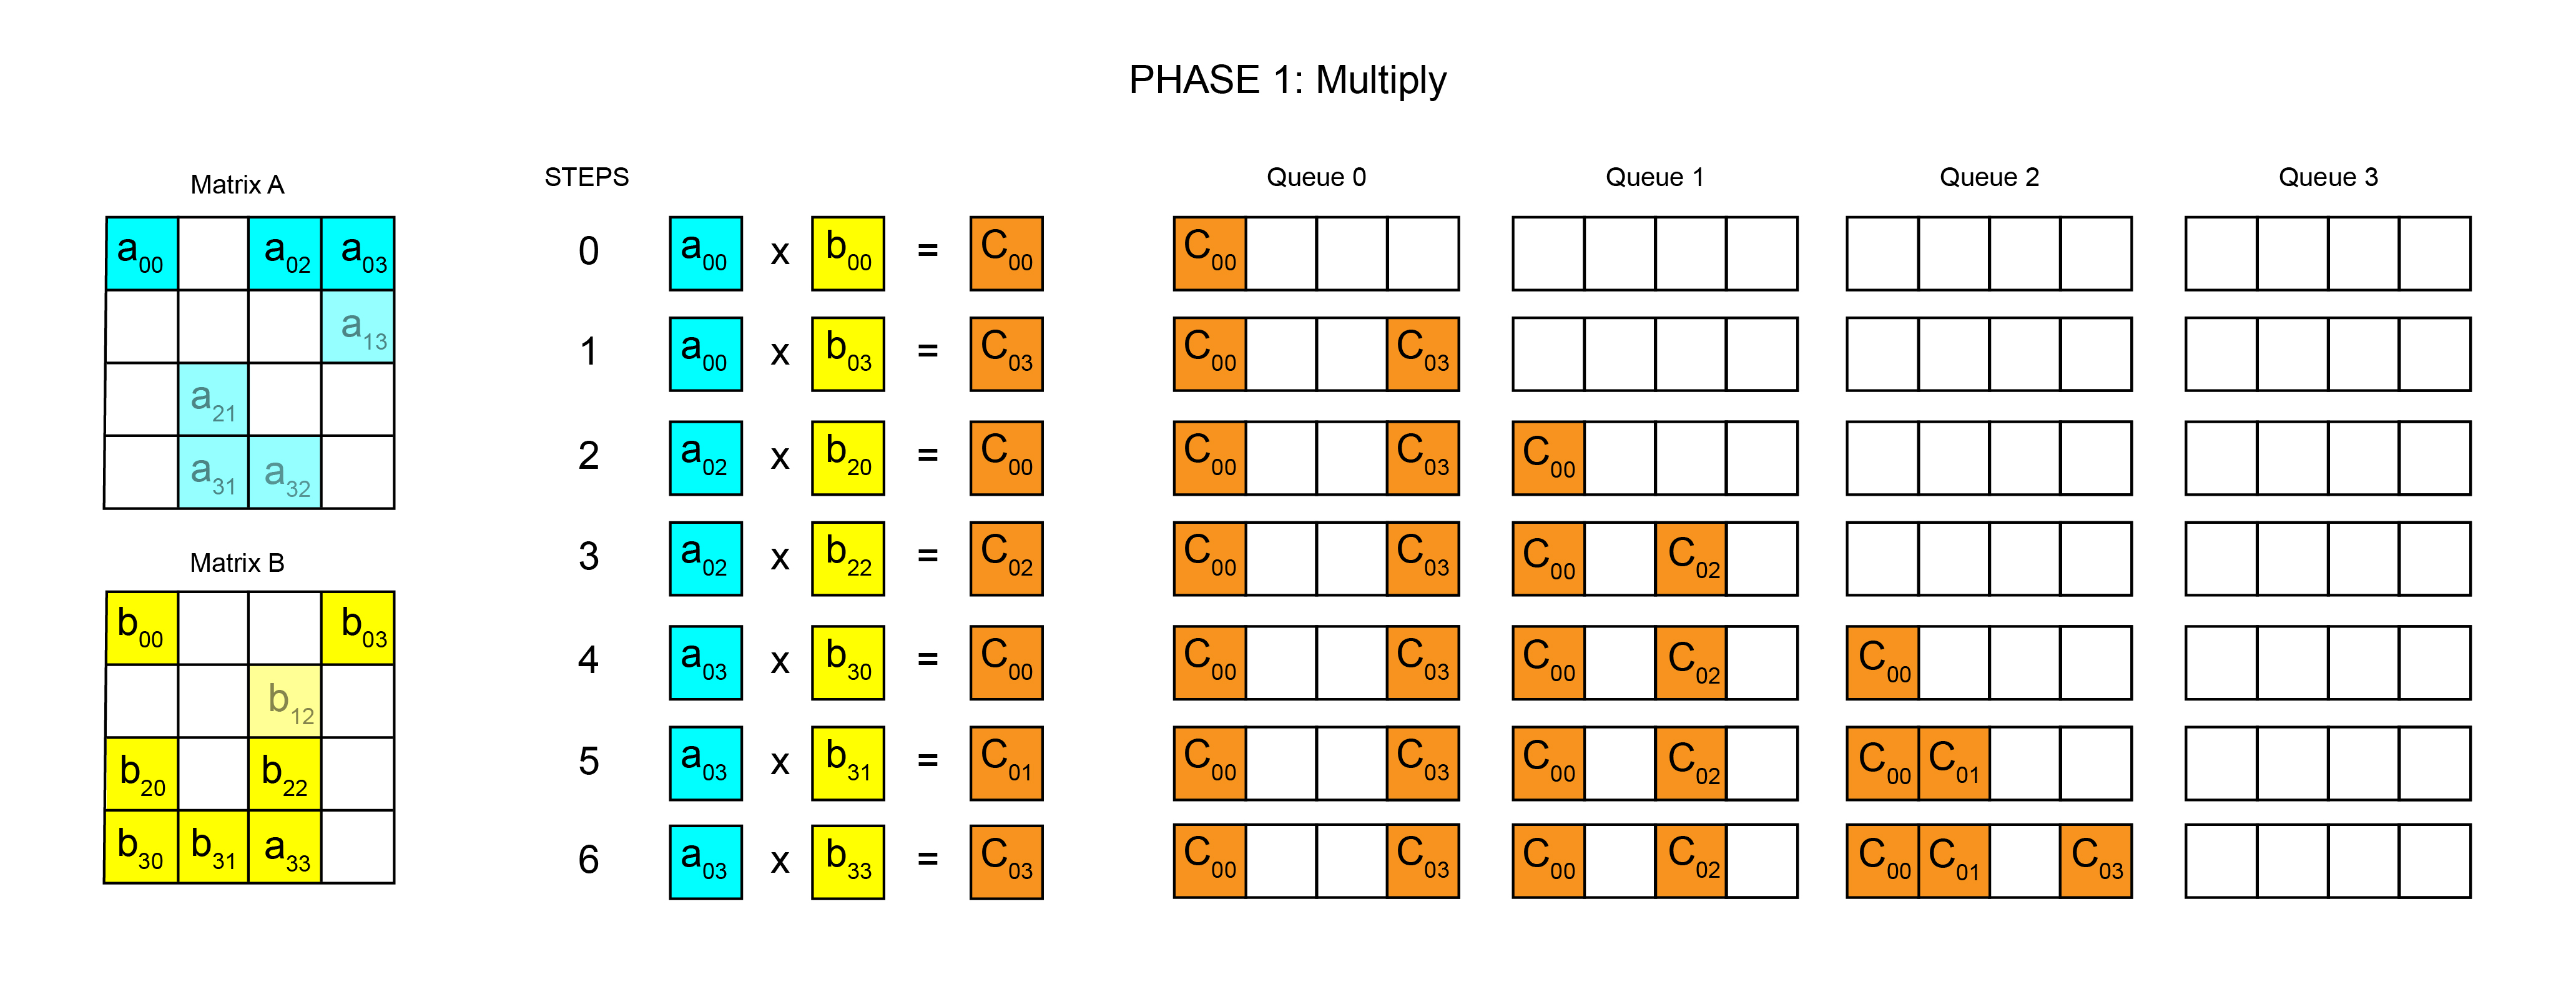 PHASE 1: Multiply
Matrix A
a00 a02 a03
a13
a21
a31 a32
Matrix B
b00 b03
b12
b20 b22
b30 b31 a33
STEPS Queue 0 Queue 1 Queue 2 Queue 3
0 a00 x b00 = C00 C00
1 a00 x b03 = C03 C00 C03
2 a02 x b20 = C00 C00 C03 C00
3 a02 x b22 = C02 C00 C03 C00 C02
4 a03 x b30 = C00 C00 C03 C00 C02 C00
5 a03 x b31 = C01 C00 C03 C00 C02 C00 C01
6 a03 x b33 = C03 C00 C03 C00 C02 C00 C01 C03